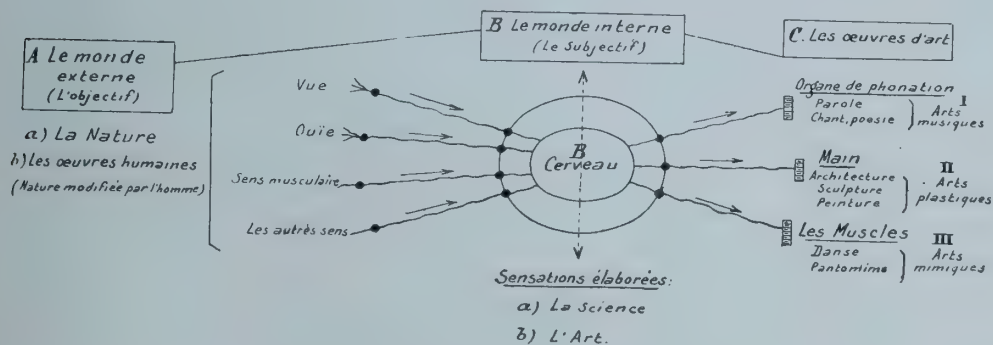 A Le monde
externe
(L'objectif)
a) La Nature
b) Les œuvres humaines
(Nature modifiée par l'homme)
B Le monde interne
(Le Subjectif)
C. Les œuvres d'art
Vue
Ouïe
Sens musculaire
Les autres sens
B
Cerveau
Sensations élaborées:
a) La Science
b) L'Art.
Organe de phonation
Parole
Chant, poesie
I
Arts
musiques
Main
Architecture
Sculpture
Peinture
II
Arts
plastiques
Les Muscles
Danse
Pantomime
III
Arts
mimiques